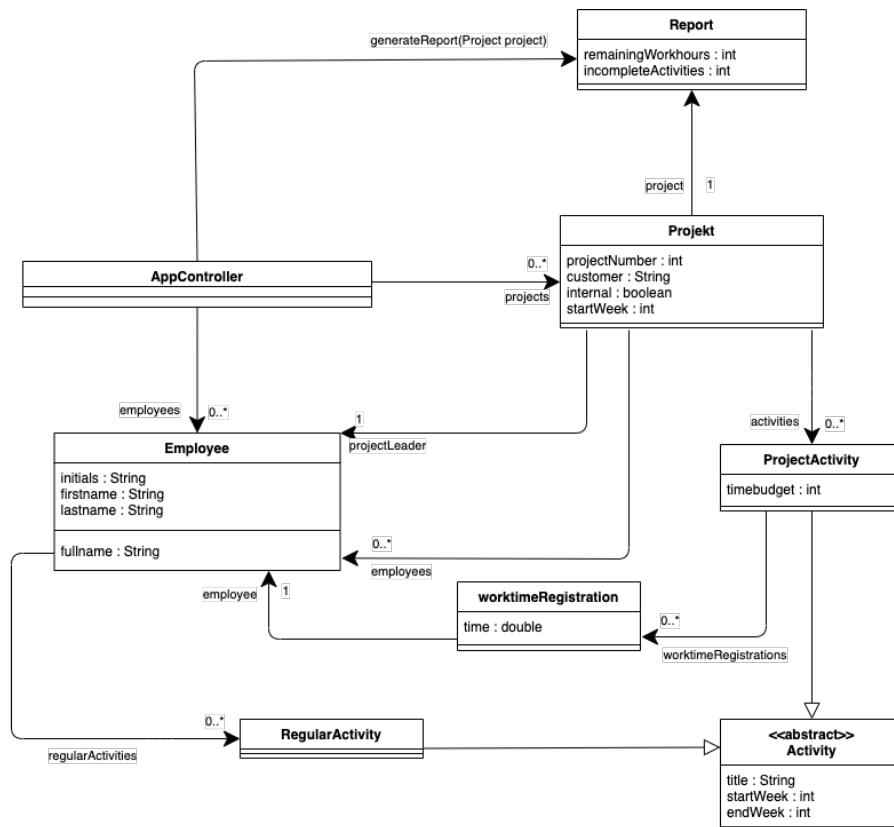 Report
generateReport(Project project)
remainingWorkhours : int
incompleteActivities : int
project
1
Projekt
projectNumber : int
customer : String
internal : boolean
startWeek : int
AppController
0..*
projects
employees
0..*
1
projectLeader
activities
0..*
Employee
initials : String
firstname : String
lastname : String
fullname : String
ProjectActivity
timebudget : int
0..*
employees
employee
1
worktimeRegistration
time : double
0..*
worktimeRegistrations
0..*
regularActivities
RegularActivity
<<abstract>>
Activity
title : String
startWeek : int
endWeek : int